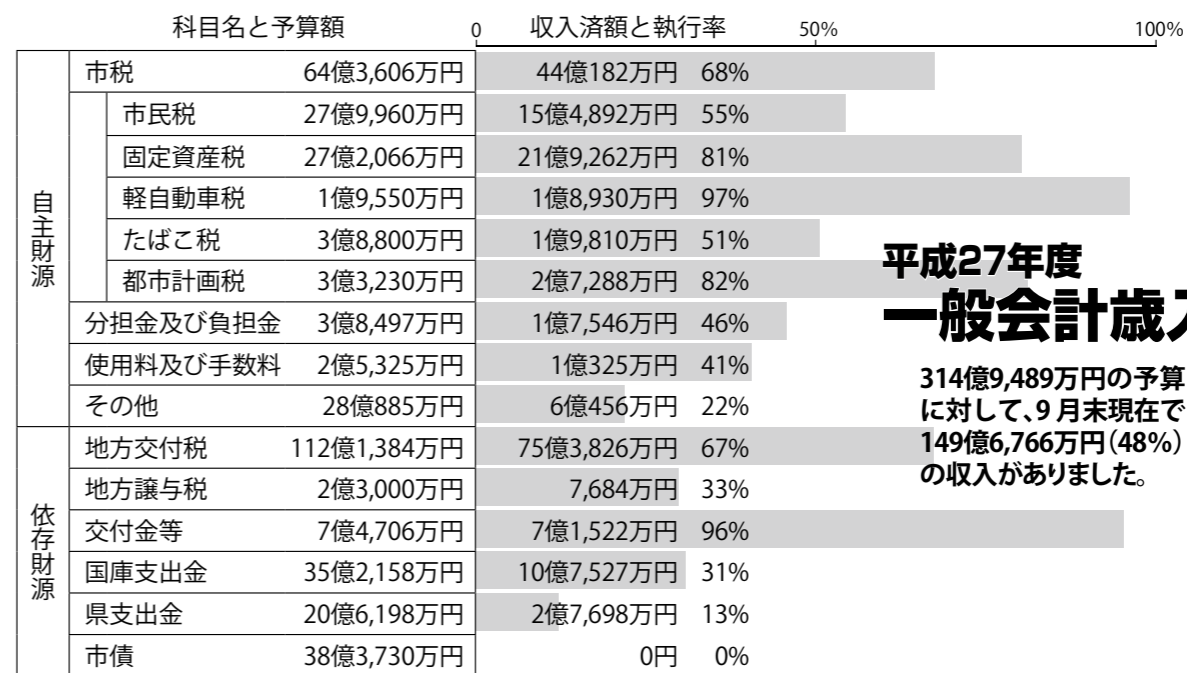 科目名と予算額 0 収入済額と執行率 50% 100%
自主財源
市税 64億3,606万円 44億182万円 68%
市民税 27億9,960万円 15億4,892万円 55%
固定資産税 27億2,066万円 21億9,262万円 81%
軽自動車税 1億9,550万円 1億8,930万円 97%
たばこ税 3億8,800万円 1億9,810万円 51%
都市計画税 3億3,230万円 2億7,288万円 82%
分担金及び負担金 3億8,497万円 1億7,546万円 46%
使用料及び手数料 2億5,325万円 1億325万円 41%
その他 28億885万円 6億456万円 22%
依存財源
地方交付税 112億1,384万円 75億3,826万円 67%
地方譲与税 2億3,000万円 7,684万円 33%
交付金等 7億4,706万円 7億1,522万円 96%
国庫支出金 35億2,158万円 10億7,527万円 31%
県支出金 20億6,198万円 2億7,698万円 13%
市債 38億3,730万円 0円 0%
平成27年度
一般会計歳入
314億9,489万円の予算
に対して、9月末現在で
149億6,766万円(48%)
の収入がありました。